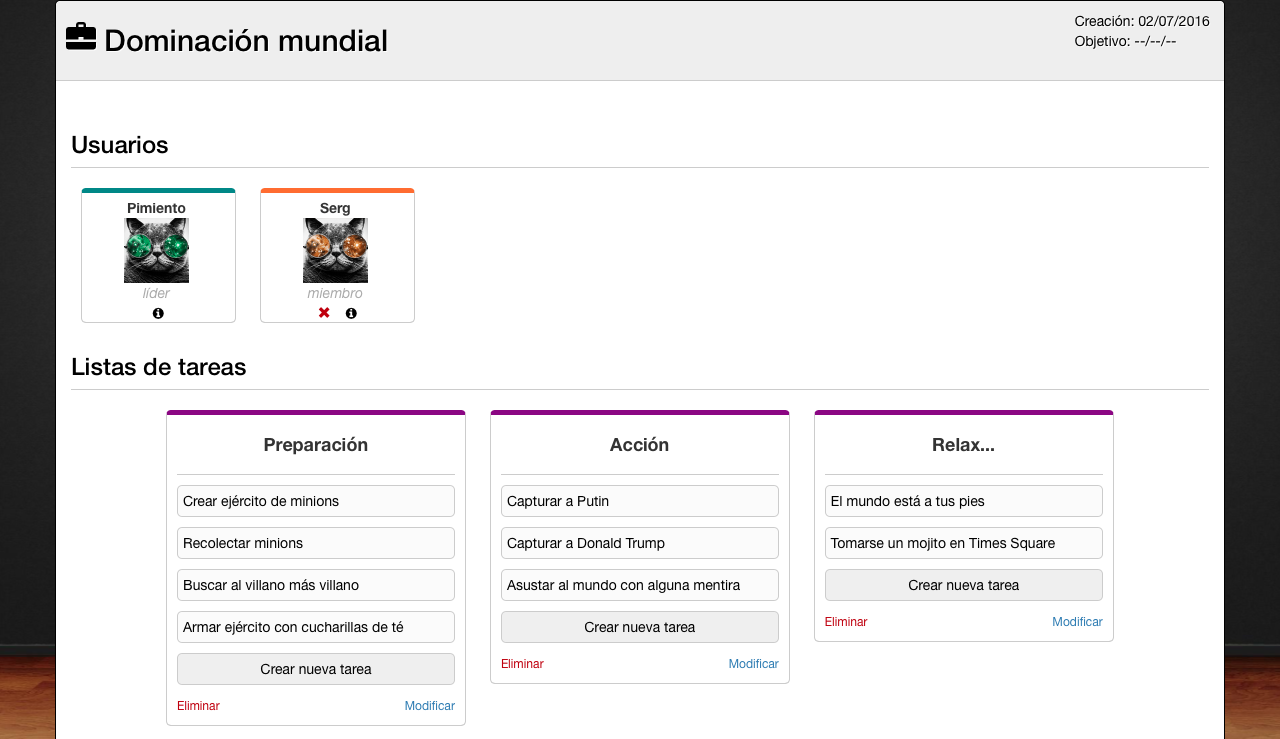 Dominación mundial
Creación: 02/07/2016
Objetivo: --/--/--
Usuarios
Pimiento
líder
Serg
miembro
Listas de tareas
Preparación
Crear ejército de minions
Recolectar minions
Buscar al villano más villano
Armar ejército con cucharillas de té
Crear nueva tarea
Eliminar
Modificar
Acción
Capturar a Putin
Capturar a Donald Trump
Asustar al mundo con alguna mentira
Crear nueva tarea
Eliminar
Modificar
Relax...
El mundo está a tus pies
Tomarse un mojito en Times Square
Crear nueva tarea
Eliminar
Modificar